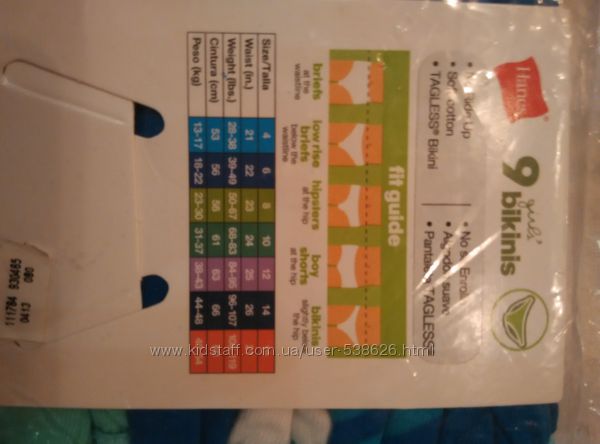 Hanes
9 girls'
bikinis
Up
Soft cotton
• TAGLESS® Bikini
• No se Enrolla
• Algodón suave
• Pantaleta TAGLESS®
fit guide
briefs
at the
waistline
low rise
briefs
below the
waistline
hipsters
at the hip
boy
shorts
at the hip
bikinis
slightly below
the hip
Size/Talla 4 6 8 10 12 14
Waist (in.) 21 22 23 24 25 26
Weight (lbs.) 28-38 39-49 50-67 68-83 84-95 96-107
Cintura (cm) 53 56 58 61 63 66
Peso (kg) 13-17 18-22 23-30 31-37 38-43 44-48
www.kidstaff.com.ua/user-538626.html